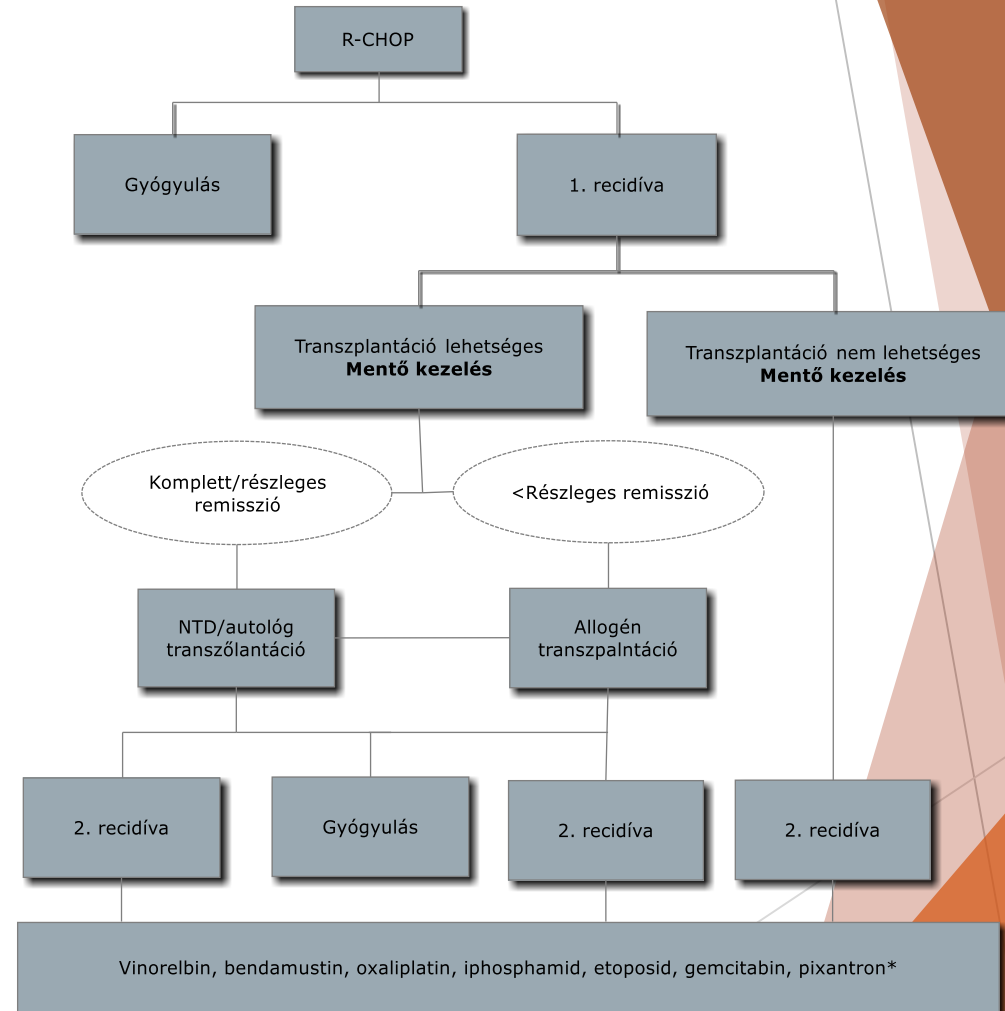 R-CHOP
Gyógyulás
1. recidíva
Transzplantáció lehetséges
Mentő kezelés
Transzplantáció nem lehetséges
Mentő kezelés
Komplett/részleges
remisszió
<Részleges remisszió
NTD/autológ
transzőlantáció
Allogén
transzpalntáció
2. recidíva
Gyógyulás
2. recidíva
2. recidíva
Vinorelbin, bendamustin, oxaliplatin, iphosphamid, etoposid, gemcitabin, pixantron*